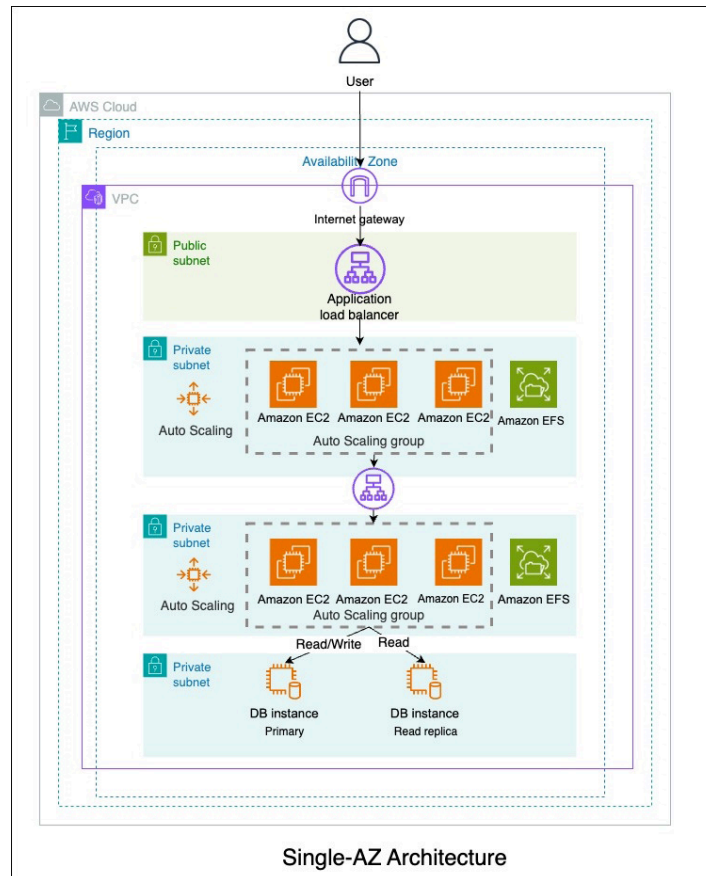 User
AWS Cloud
Region
Availability Zone
VPC
Internet gateway
Public
subnet
Application
load balancer
Private
subnet
Auto Scaling
Amazon EC2
Amazon EC2
Amazon EC2
Auto Scaling group
Amazon EFS
Private
subnet
Auto Scaling
Amazon EC2
Amazon EC2
Amazon EC2
Auto Scaling group
Amazon EFS
Read/Write
Read
Private
subnet
DB instance
Primary
DB instance
Read replica
Single-AZ Architecture